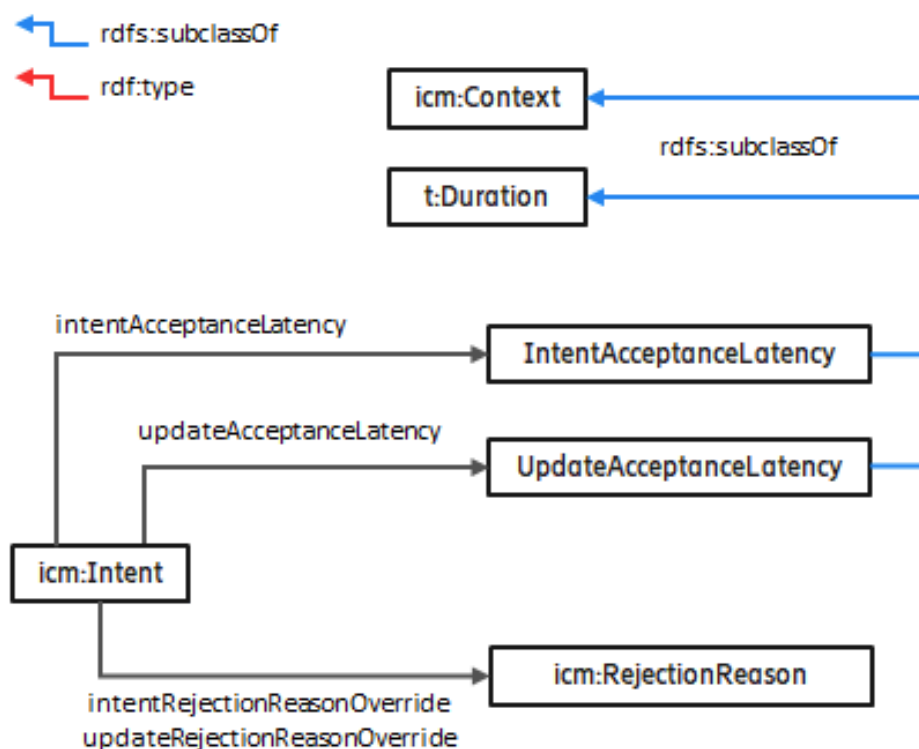 rdfs:subclassOf
rdf:type
icm:Context
rdfs:subclassOf
t:Duration
intentAcceptanceLatency
IntentAcceptanceLatency
updateAcceptanceLatency
UpdateAcceptanceLatency
icm:Intent
icm:RejectionReason
intentRejectionReasonOverride
updateRejectionReasonOverride